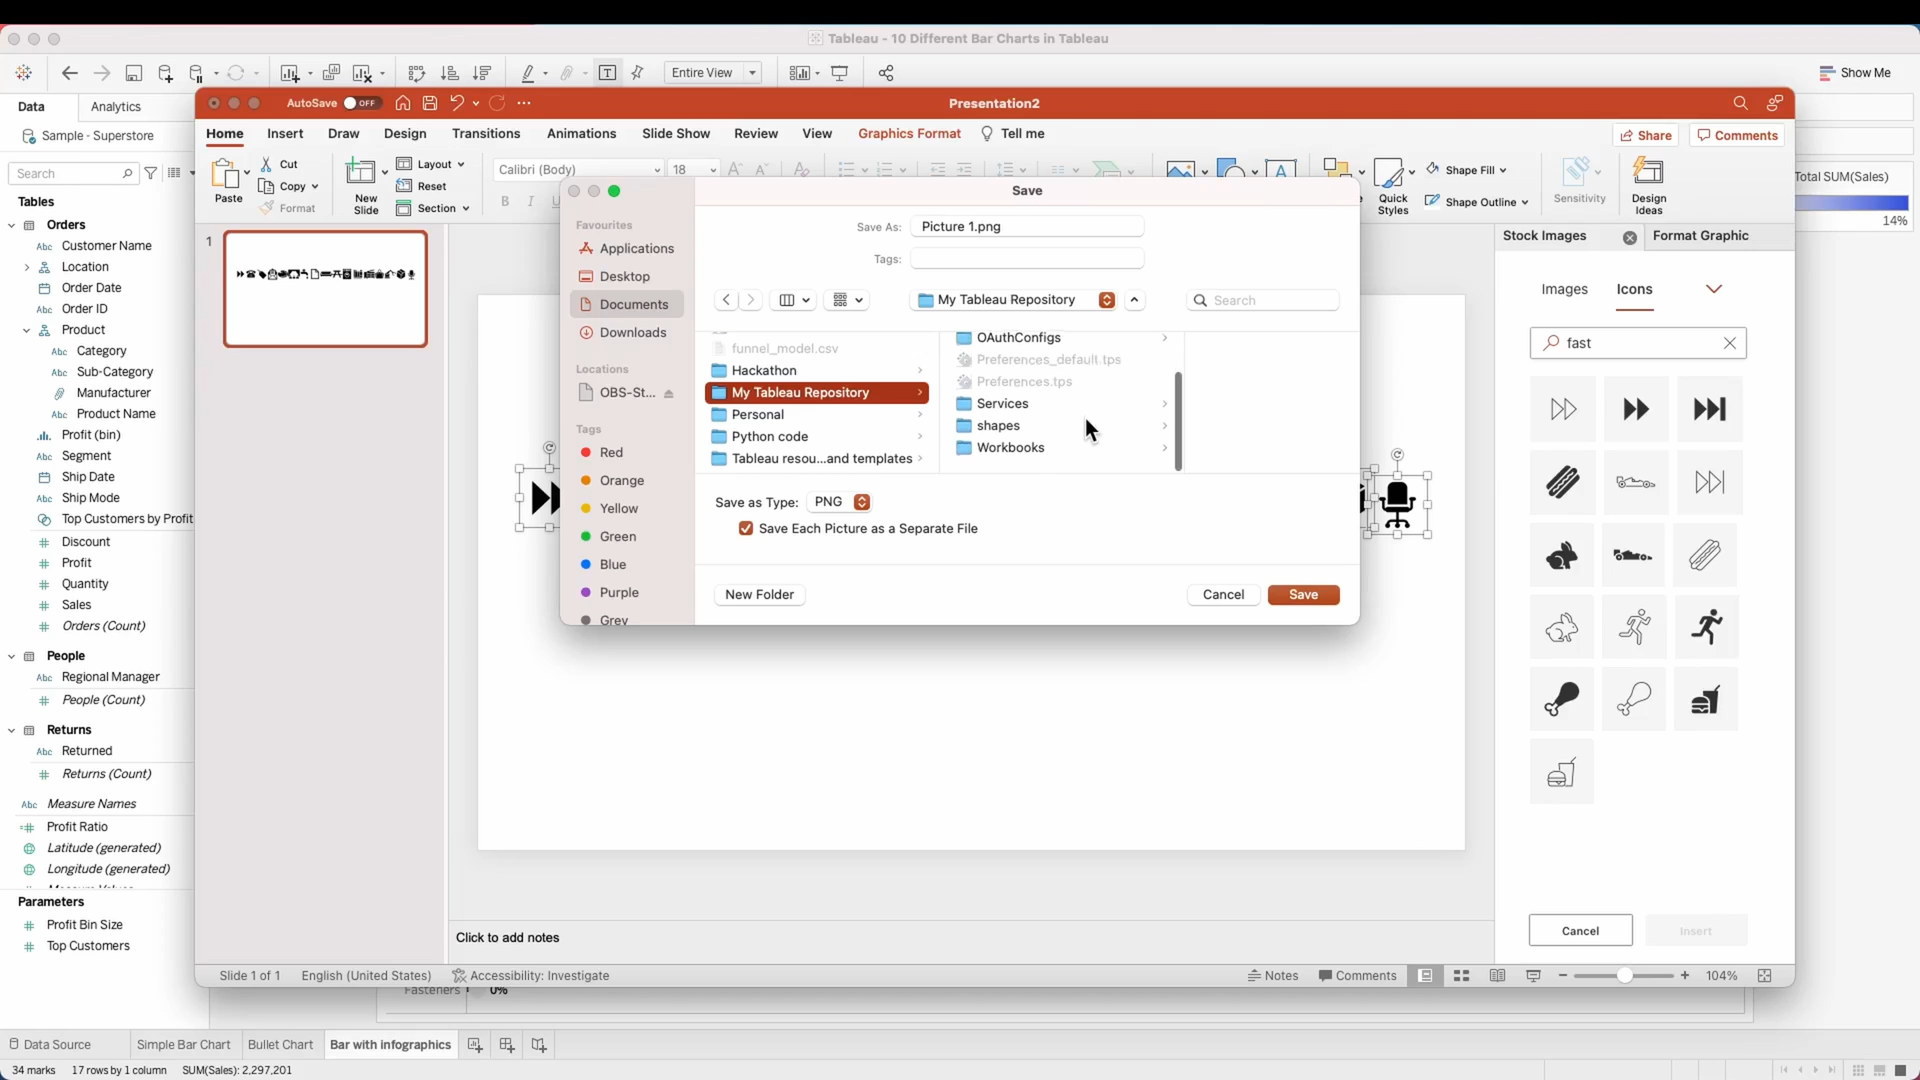 Tableau - 10 Different Bar Charts in Tableau
Entire View
Show Me
Data
Analytics
Sample - Superstore
Search
Tables
Orders
Abc Customer Name
Location
Order Date
Abc Order ID
Product
Abc Category
Abc Sub-Category
Manufacturer
Abc Product Name
Profit (bin)
Abc Segment
Ship Date
Abc Ship Mode
Top Customers by Profit
Discount
Profit
Quantity
Sales
Orders (Count)
People
Abc Regional Manager
People (Count)
Returns
Abc Returned
Returns (Count)
Abc Measure Names
Profit Ratio
Latitude (generated)
Longitude (generated)
Parameters
Profit Bin Size
Top Customers
AutoSave OFF
Presentation2
Home
Insert
Draw
Design
Transitions
Animations
Slide Show
Review
View
Graphics Format
Tell me
Share
Comments
Paste
Cut
Copy
Format
New Slide
Layout
Reset
Section
Calibri (Body)
18
B I U
Quick Styles
Shape Fill
Shape Outline
Sensitivity
Design Ideas
Total SUM(Sales)
14%
1
Save
Favourites
Applications
Desktop
Documents
Downloads
Locations
OBS-St...
Tags
Red
Orange
Yellow
Green
Blue
Purple
Grey
Save As: Picture 1.png
Tags:
My Tableau Repository
Search
funnel_model.csv
Hackathon
My Tableau Repository
Personal
Python code
Tableau resou...and templates
OAuthConfigs
Preferences_default.tps
Preferences.tps
Services
shapes
Workbooks
Save as Type: PNG
Save Each Picture as a Separate File
New Folder
Cancel
Save
Stock Images
Format Graphic
Images
Icons
fast
Cancel
Insert
Click to add notes
Slide 1 of 1
English (United States)
Accessibility: Investigate
Notes
Comments
104%
Fasteners
0%
Data Source
Simple Bar Chart
Bullet Chart
Bar with infographics
34 marks
17 rows by 1 column
SUM(Sales): 2,297,201